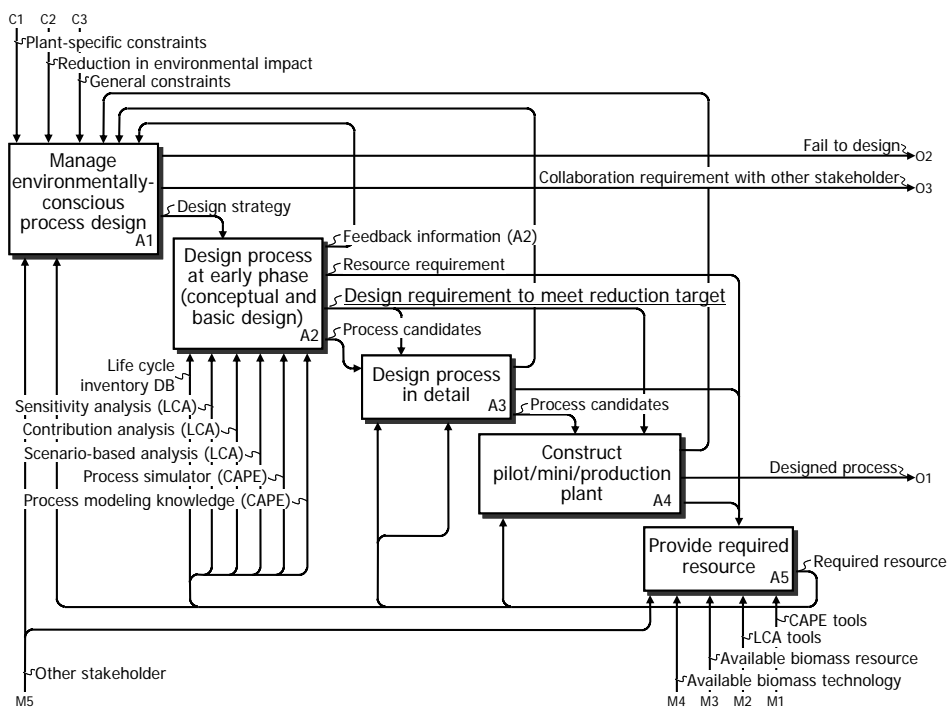 C1 C2 C3
Plant-specific constraints
Reduction in environmental impact
General constraints
Manage
environmentally-
conscious
process design
A1
Fail to design
O2
Collaboration requirement with other stakeholder
O3
Design strategy
Design process
at early phase
(conceptual and
basic design)
A2
Feedback information (A2)
Resource requirement
Design requirement to meet reduction target
Process candidates
Life cycle
inventory DB
Sensitivity analysis (LCA)
Contribution analysis (LCA)
Scenario-based analysis (LCA)
Process simulator (CAPE)
Process modeling knowledge (CAPE)
Design process
in detail
A3
Process candidates
Construct
pilot/mini/production
plant
A4
Designed process
O1
Provide required
resource
A5
Required resource
CAPE tools
LCA tools
Available biomass resource
Available biomass technology
Other stakeholder
M5 M4 M3 M2 M1